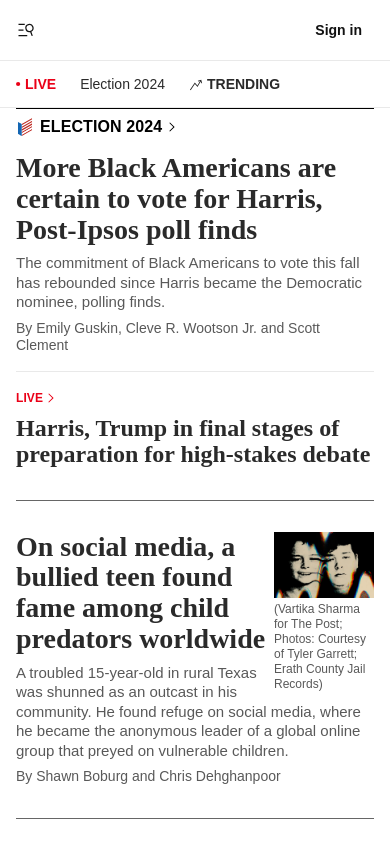 Sign in
LIVE Election 2024 TRENDING
ELECTION 2024
More Black Americans are
certain to vote for Harris,
Post-Ipsos poll finds
The commitment of Black Americans to vote this fall
has rebounded since Harris became the Democratic
nominee, polling finds.
By Emily Guskin, Cleve R. Wootson Jr. and Scott
Clement
LIVE
Harris, Trump in final stages of
preparation for high-stakes debate
On social media, a
bullied teen found
fame among child
predators worldwide
(Vartika Sharma
for The Post;
Photos: Courtesy
of Tyler Garrett;
Erath County Jail
Records)
A troubled 15-year-old in rural Texas
was shunned as an outcast in his
community. He found refuge on social media, where
he became the anonymous leader of a global online
group that preyed on vulnerable children.
By Shawn Boburg and Chris Dehghanpoor